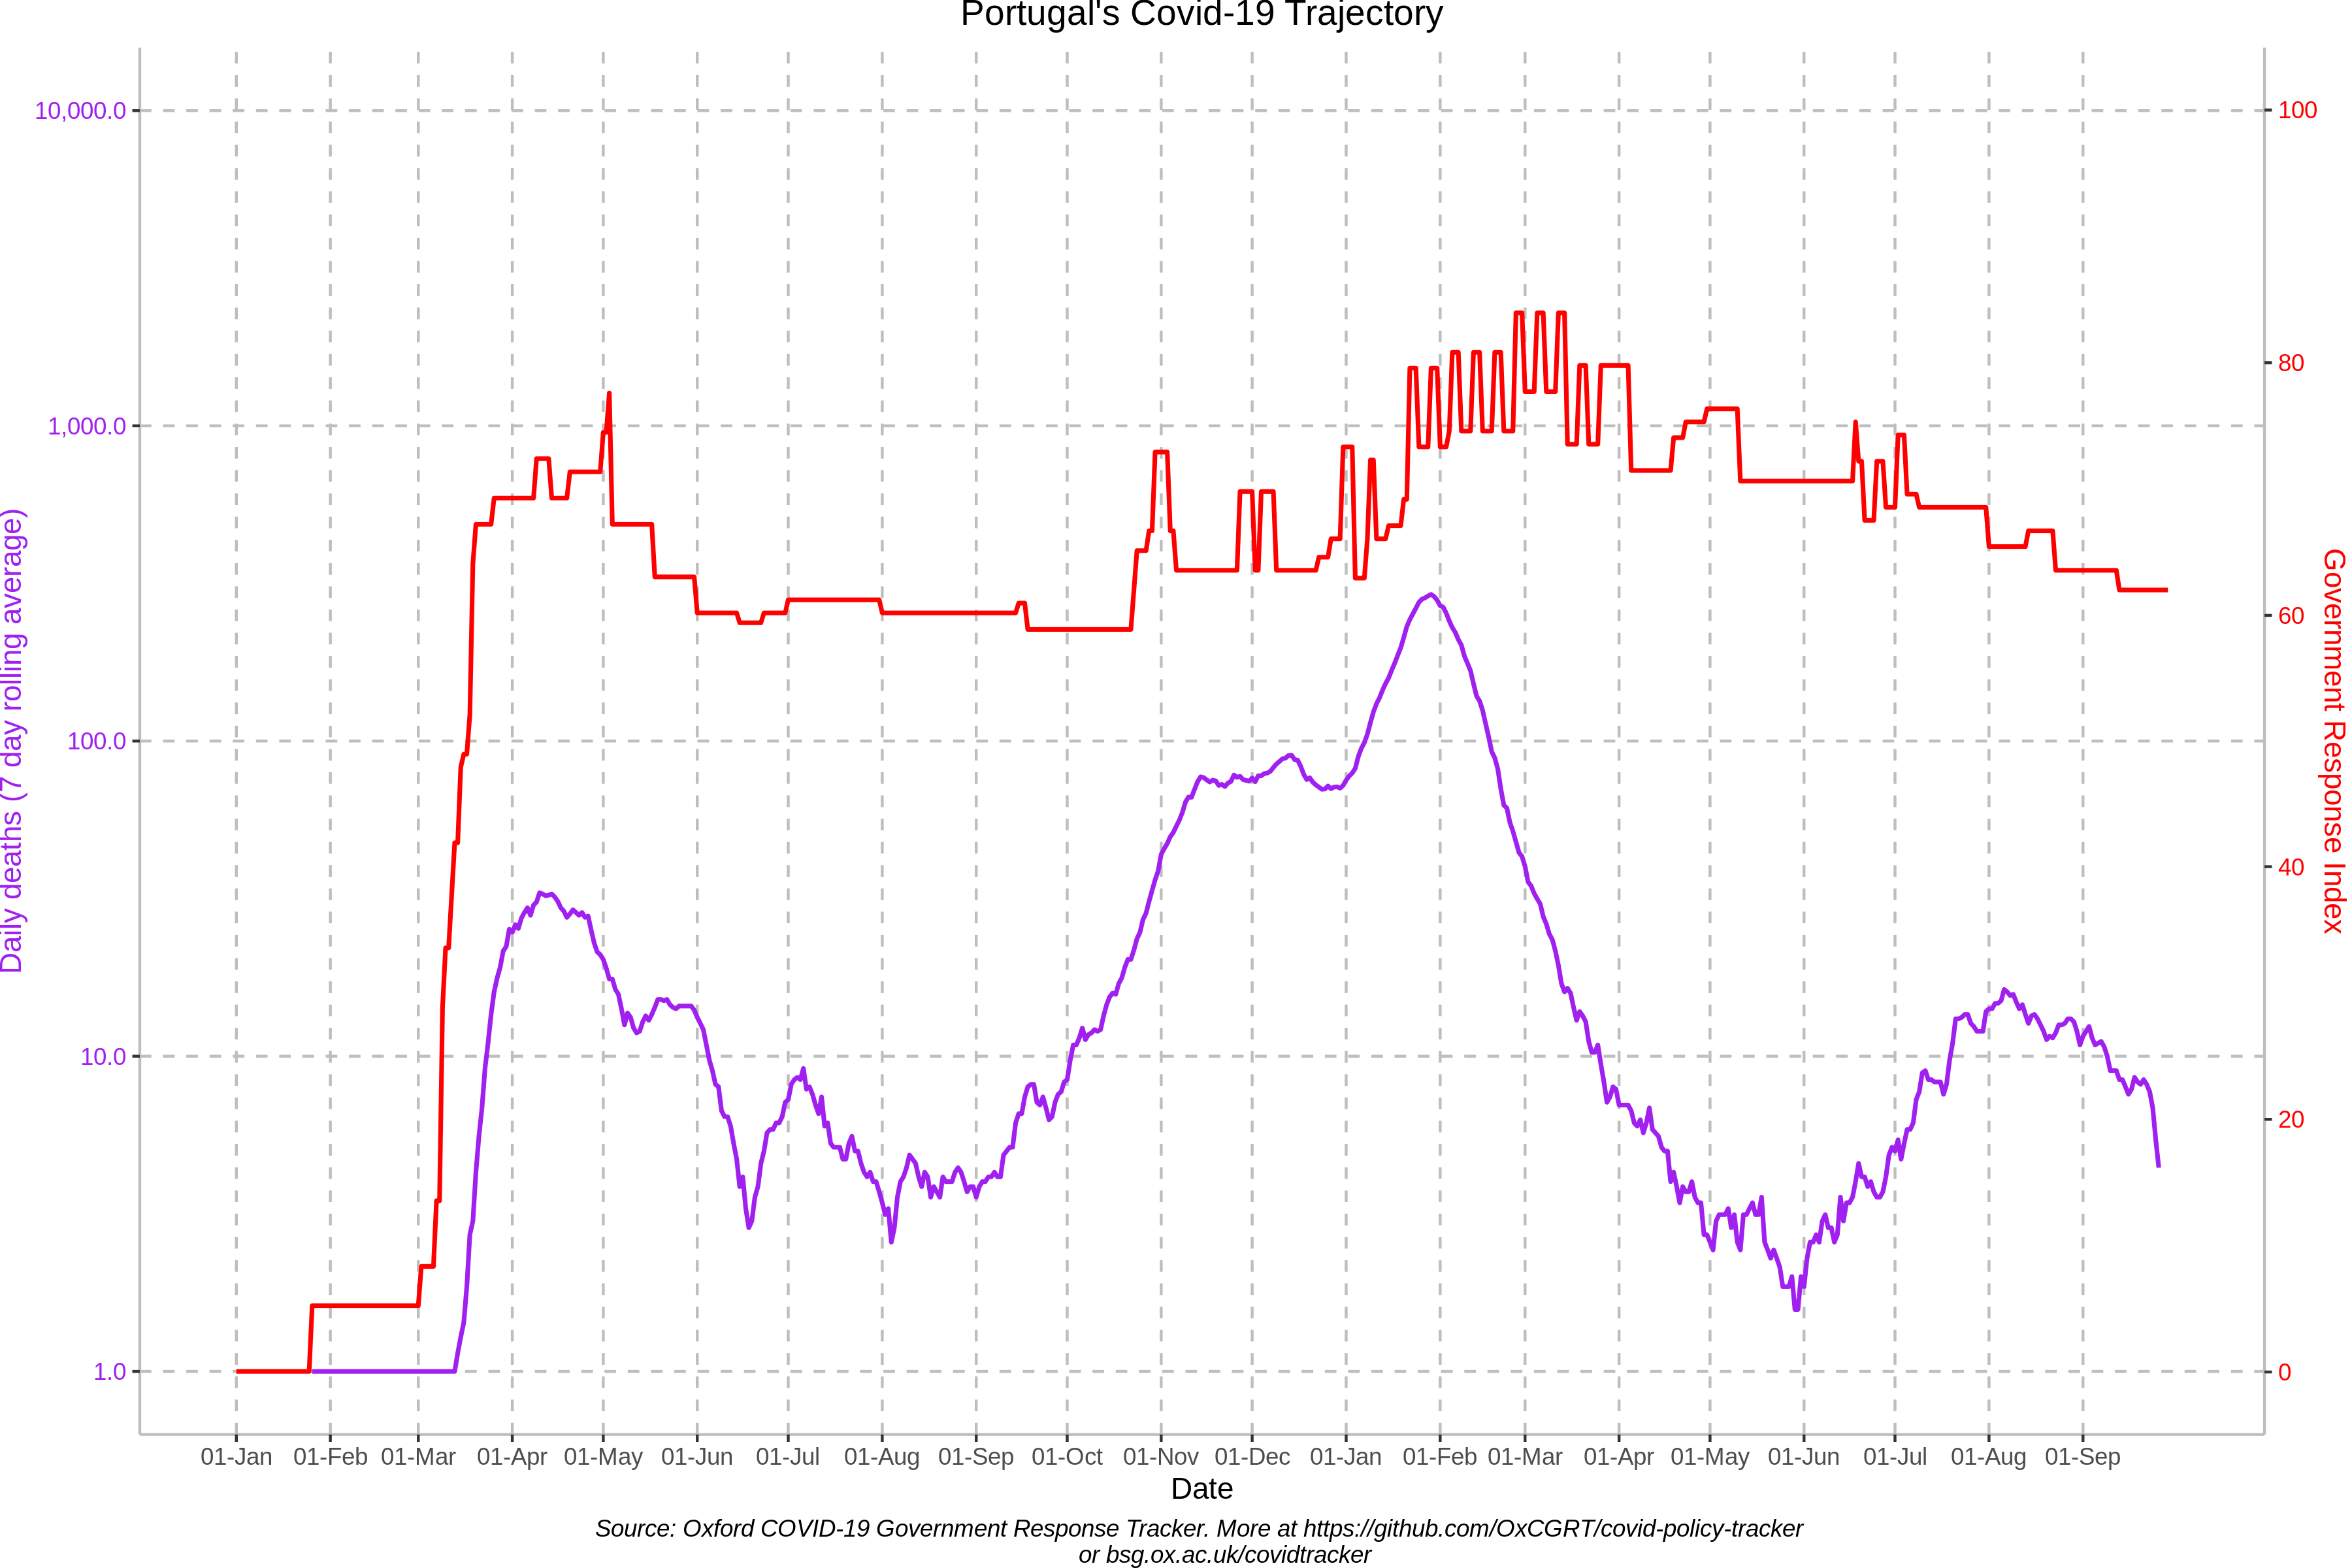 Portugal's Covid-19 Trajectory
10,000.0
1,000.0
100.0
10.0
1.0
Daily deaths (7 day rolling average)
100
80
60
40
20
0
Government Response Index
01-Jan 01-Feb 01-Mar 01-Apr 01-May 01-Jun 01-Jul 01-Aug 01-Sep 01-Oct 01-Nov 01-Dec 01-Jan 01-Feb 01-Mar 01-Apr 01-May 01-Jun 01-Jul 01-Aug 01-Sep
Date
Source: Oxford COVID-19 Government Response Tracker. More at https://github.com/OxCGRT/covid-policy-tracker
or bsg.ox.ac.uk/covidtracker